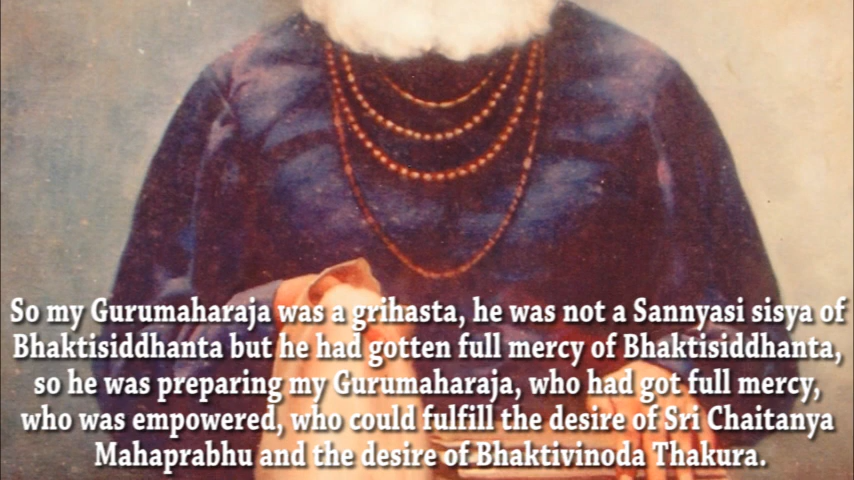 So my Gurumaharaja was a grihasta, he was not a Sannyasi sisya of
Bhaktisiddhanta but he had gotten full mercy of Bhaktisiddhanta,
so he was preparing my Gurumaharaja, who had got full mercy,
who was empowered, who could fulfill the desire of Sri Chaitanya
Mahaprabhu and the desire of Bhaktivinoda Thakura.